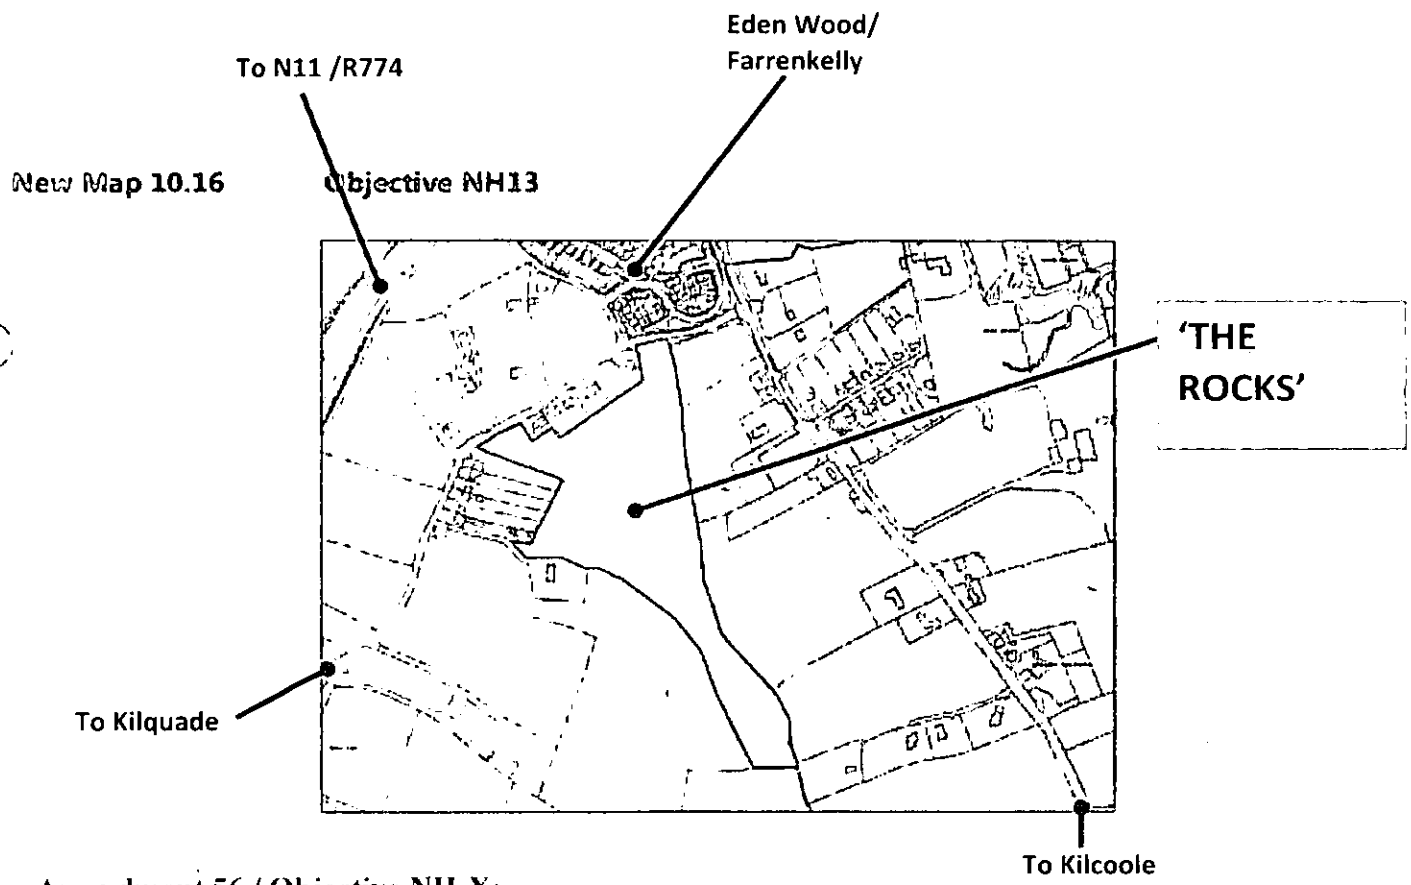 Eden Wood/
Farrenkelly
To N11 /R774
New Map 10.16 Objective NH13
'THE
ROCKS'
To Kilquade
To Kilcoole